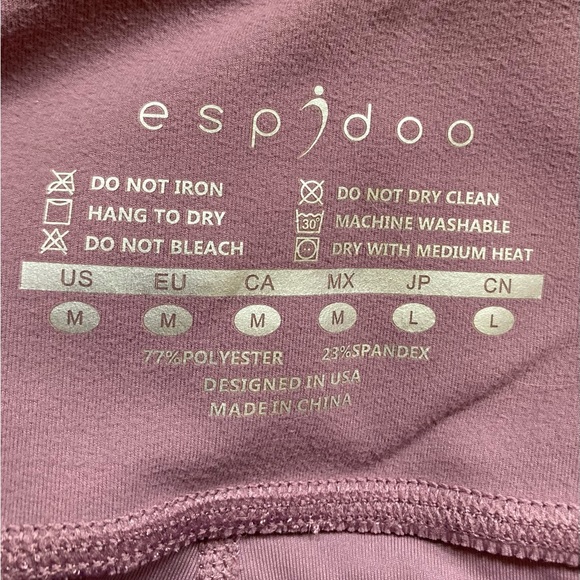 espidoo
DO NOT IRON
DO NOT DRY CLEAN
HANG TO DRY
30°
MACHINE WASHABLE
DO NOT BLEACH
DRY WITH MEDIUM HEAT
US EU CA MX JP CN
M M M M L L
77%POLYESTER 23%SPANDEX
DESIGNED IN USA
MADE IN CHINA